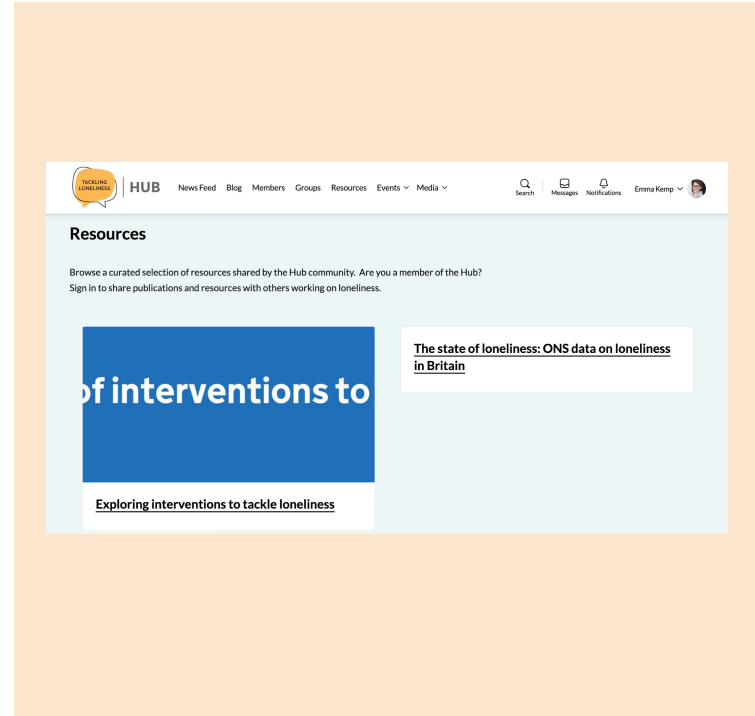 TACKLING
LONELINESS
HUB
News Feed Blog Members Groups Resources Events Media
Search Messages Notifications Emma Kemp
Resources
Browse a curated selection of resources shared by the Hub community. Are you a member of the Hub?
Sign in to share publications and resources with others working on loneliness.
of interventions to
Exploring interventions to tackle loneliness
The state of loneliness: ONS data on loneliness
in Britain